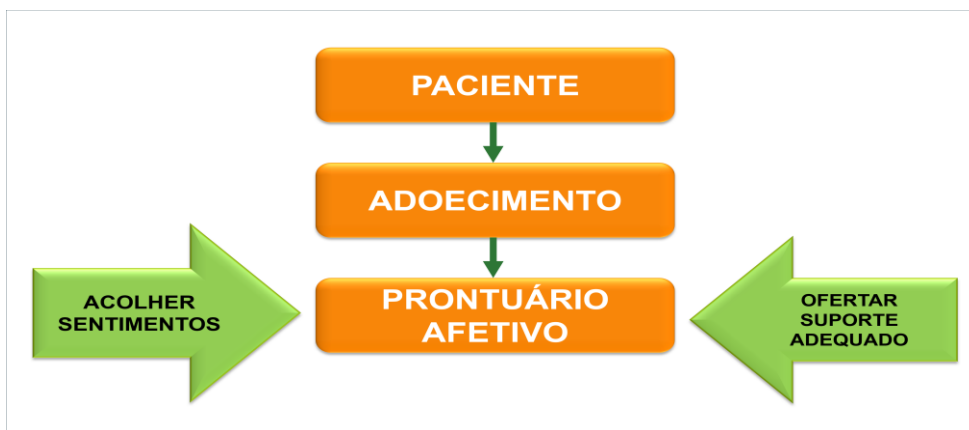 PACIENTE
ADOECIMENTO
ACOLHER
SENTIMENTOS
PRONTUÁRIO
AFETIVO
OFERTAR
SUPORTE
ADEQUADO